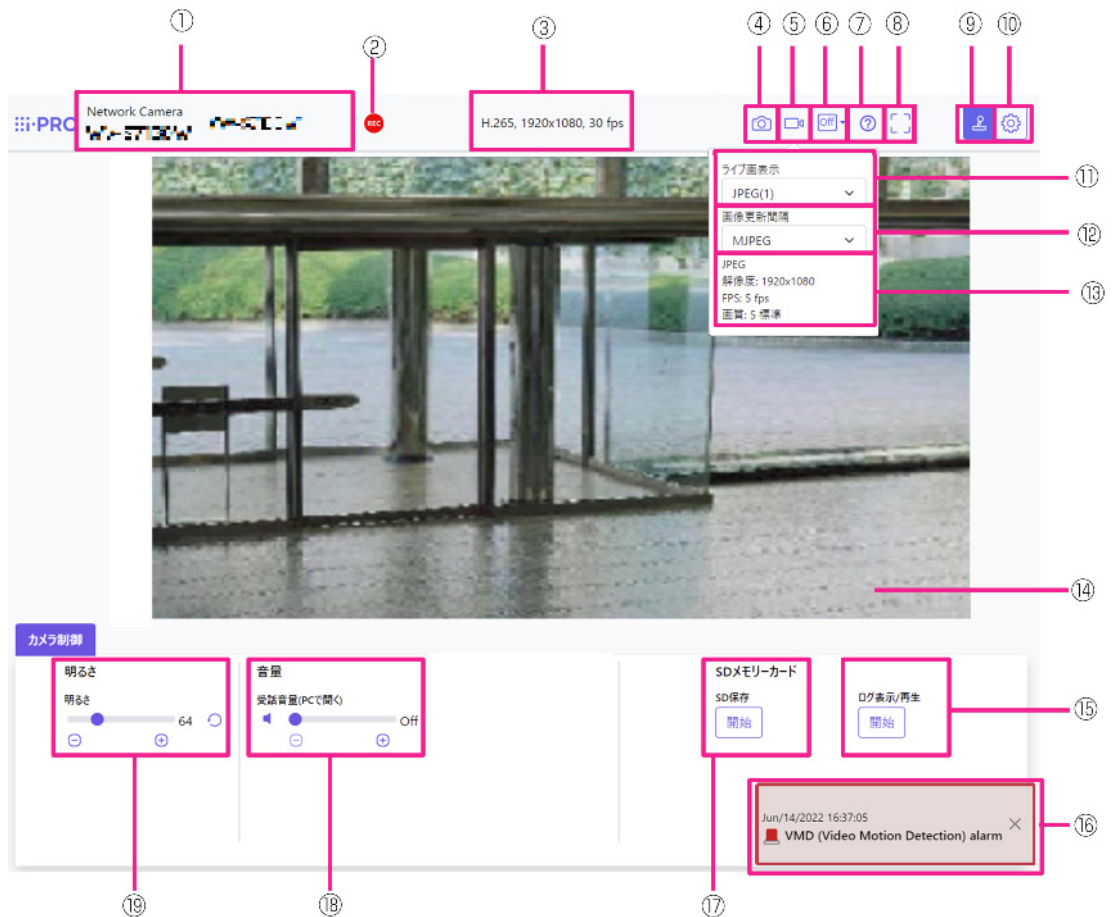 ① ② ③ ④ ⑤ ⑥ ⑦ ⑧ ⑨ ⑩
i-PRO
Network Camera
REC
H.265, 1920x1080, 30 fps
Off
ライブ画表示
JPEG(1)
⑪
画像更新間隔
MJPEG
⑫
JPEG
解像度: 1920x1080
FPS: 5 fps
画質: 5 標準
⑬
⑭
カメラ制御
明るさ
明るさ
64
音量
受話音量(PCで聞く)
Off
SDメモリーカード
SD保存
開始
ログ表示/再生
開始
⑮
Jun/14/2022 16:37:05
VMD (Video Motion Detection) alarm
⑯
⑲ ⑱ ⑰